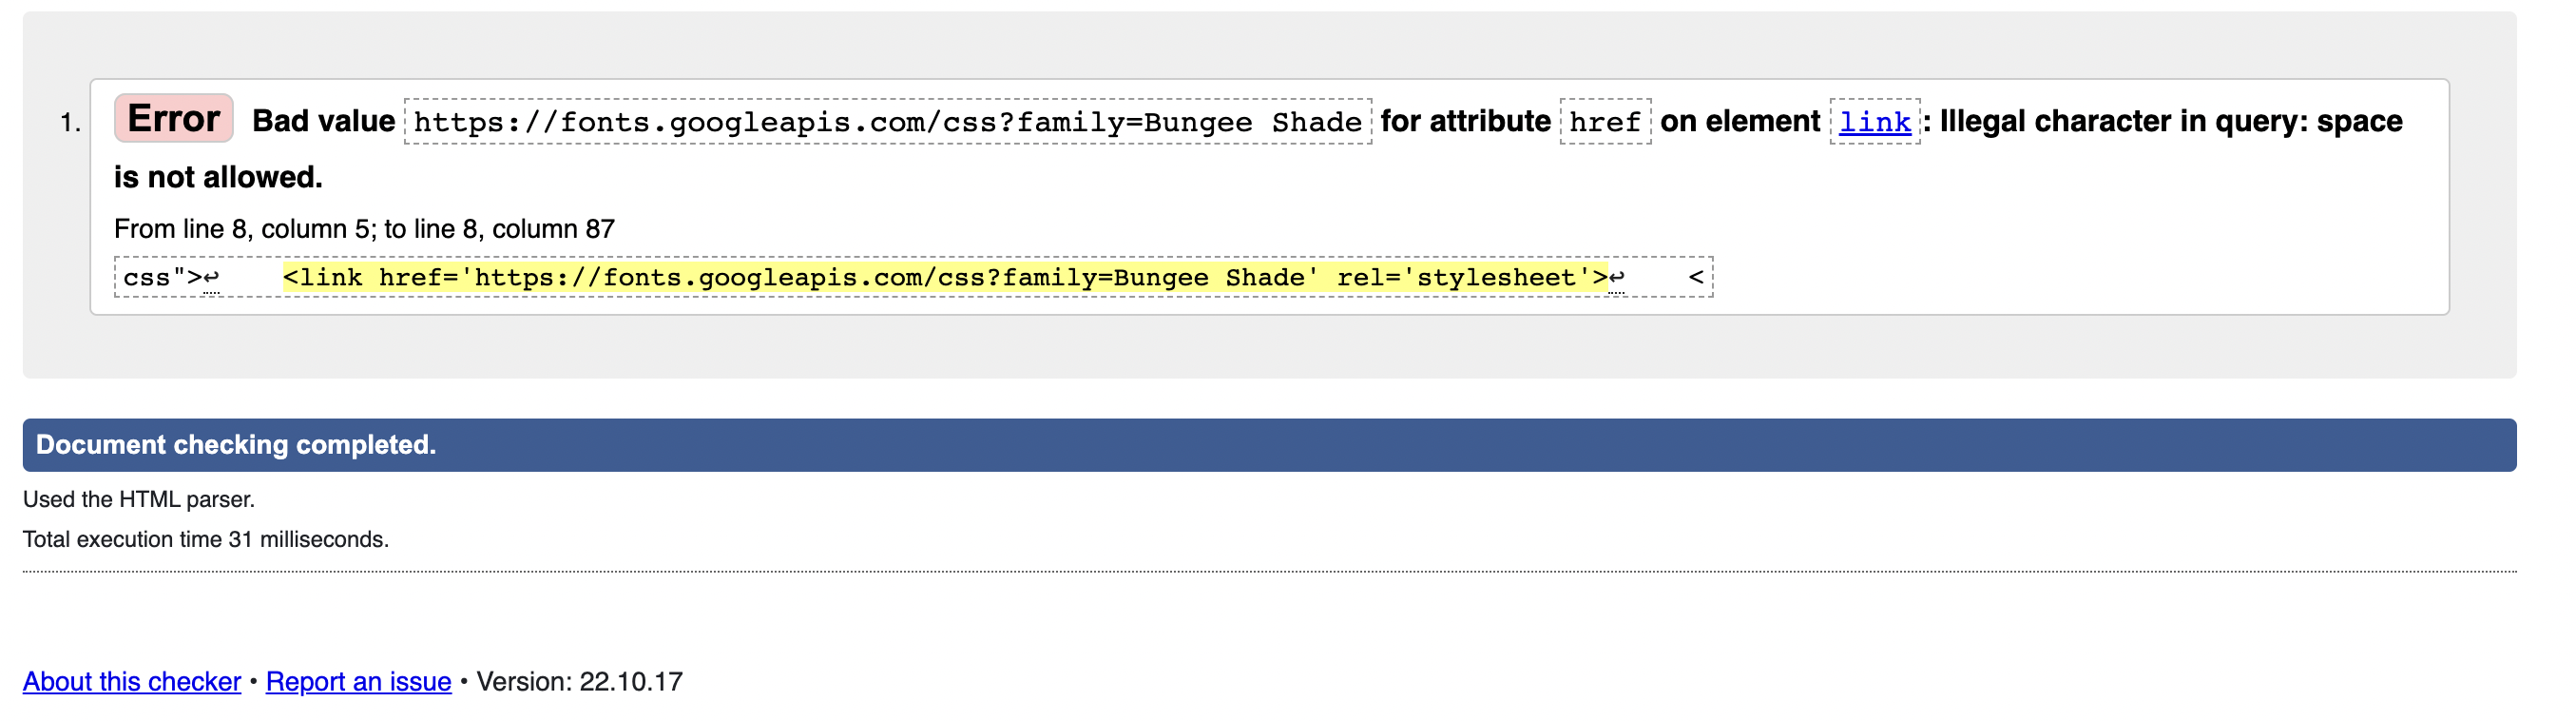 1. Error Bad value https://fonts.googleapis.com/css?family=Bungee Shade for attribute href on element link: Illegal character in query: space
is not allowed.
From line 8, column 5; to line 8, column 87
css">↩    <link href='https://fonts.googleapis.com/css?family=Bungee Shade' rel='stylesheet'>↩    <
Document checking completed.
Used the HTML parser.
Total execution time 31 milliseconds.
About this checker • Report an issue • Version: 22.10.17